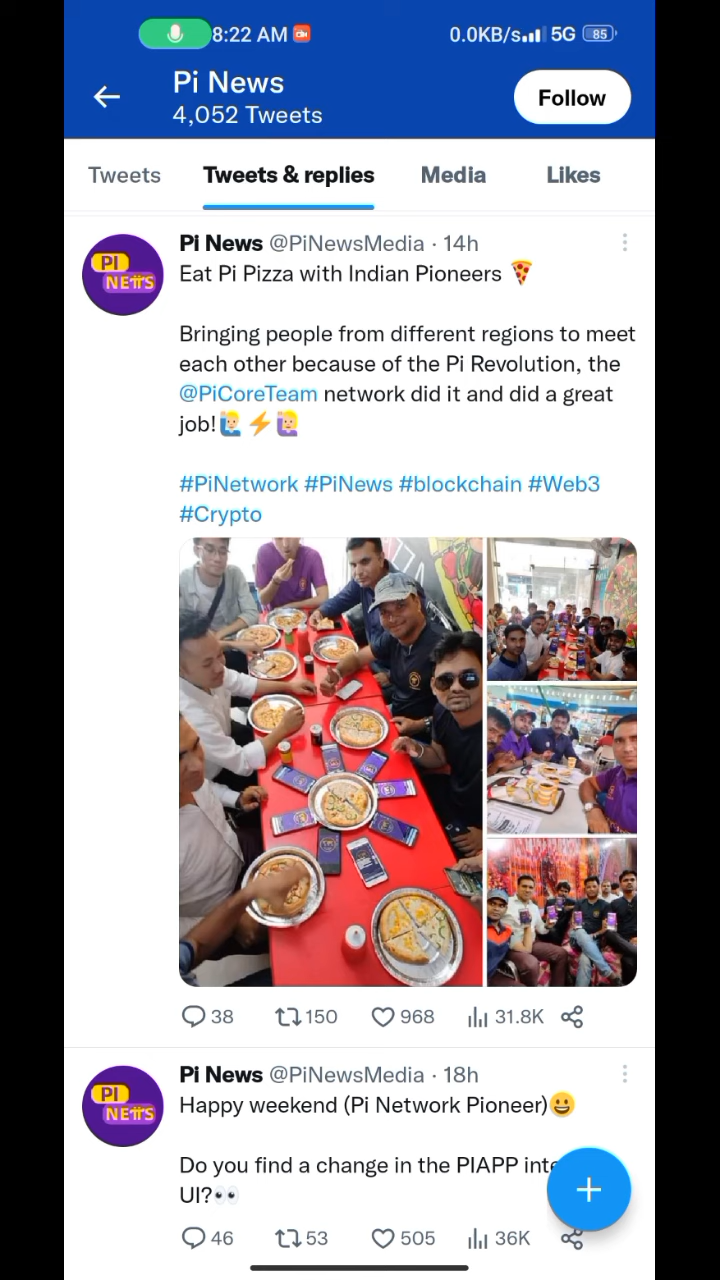 8:22 AM 0.0KB/s 5G 85
Pi News
4,052 Tweets
Follow
Tweets Tweets & replies Media Likes
PI
NEWS
Pi News @PiNewsMedia · 14h
Eat Pi Pizza with Indian Pioneers 🍕
Bringing people from different regions to meet
each other because of the Pi Revolution, the
@PiCoreTeam network did it and did a great
job!🙋🏻‍♂️⚡🙋🏼‍♀️
#PiNetwork #PiNews #blockchain #Web3
#Crypto
38 150 968 31.8K
PI
NEWS
Pi News @PiNewsMedia · 18h
Happy weekend (Pi Network Pioneer)😀
Do you find a change in the PIAPP inte
UI?👀
46 53 505 36K